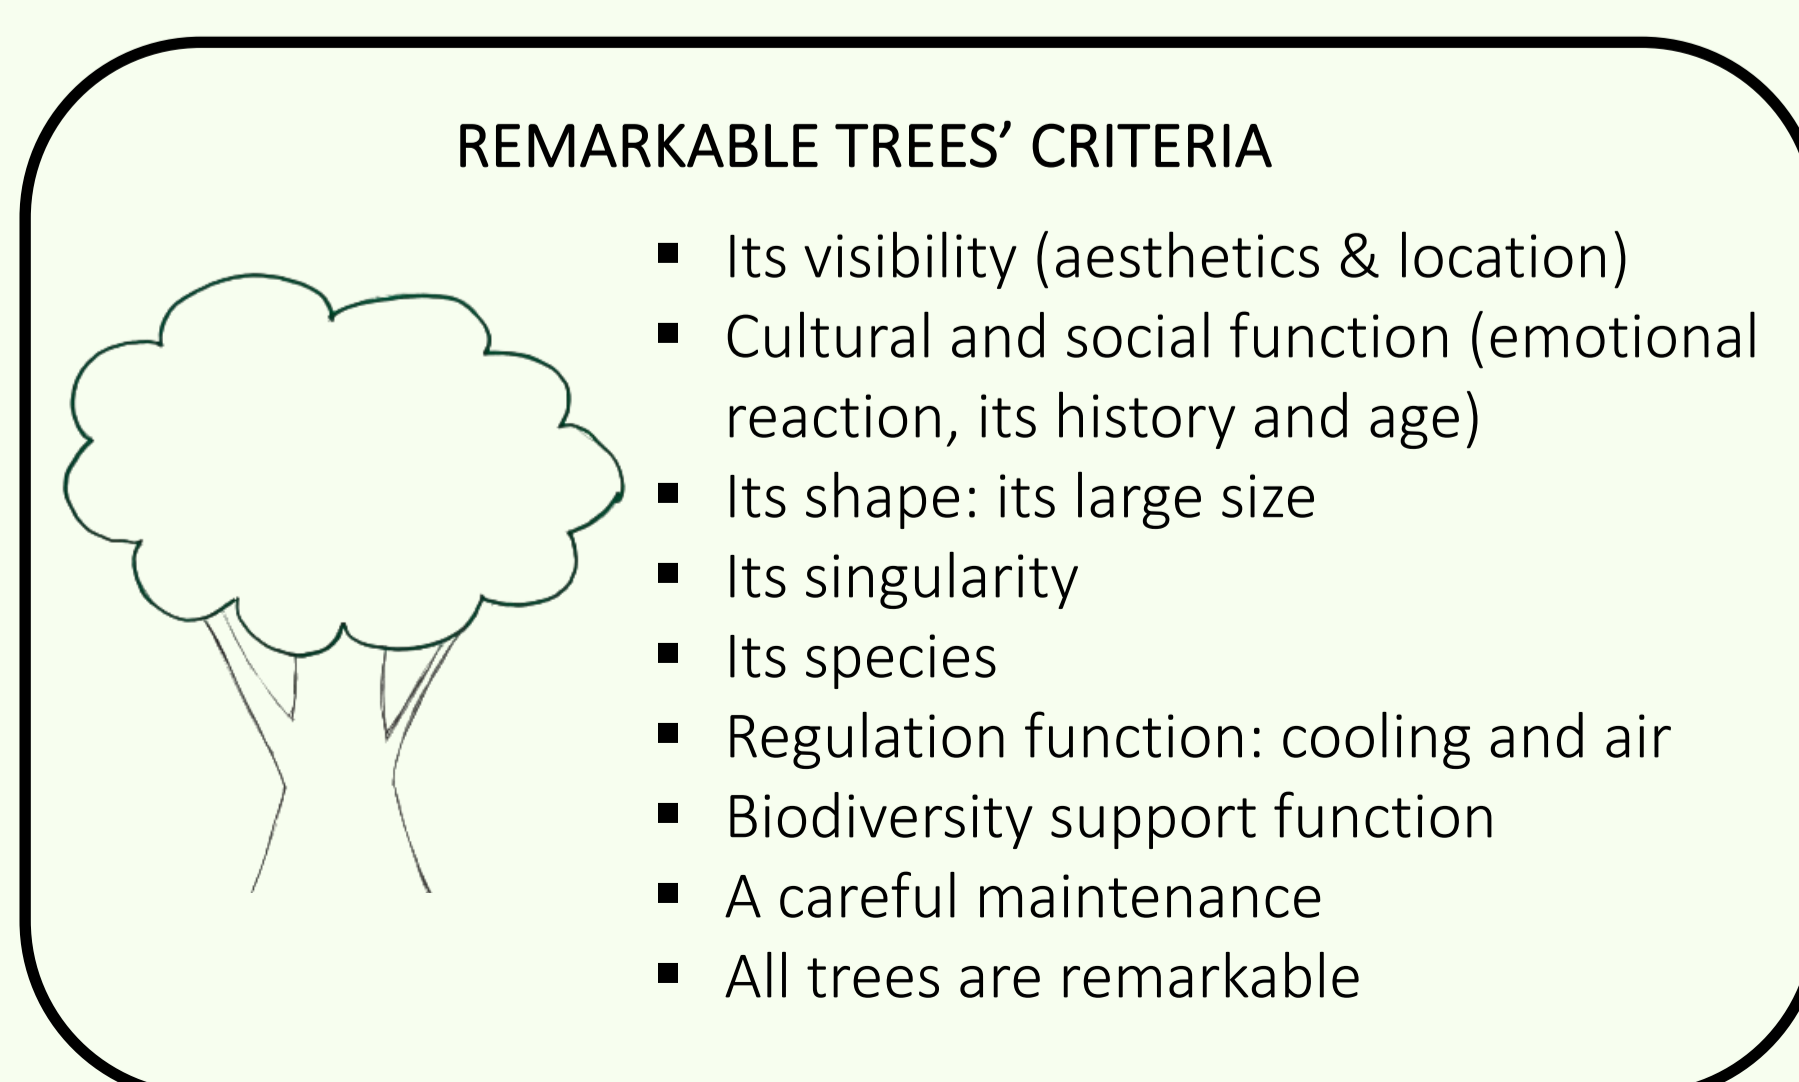 REMARKABLE TREES’ CRITERIA
▪ Its visibility (aesthetics & location)
▪ Cultural and social function (emotional
reaction, its history and age)
▪ Its shape: its large size
▪ Its singularity
▪ Its species
▪ Regulation function: cooling and air
▪ Biodiversity support function
▪ A careful maintenance
▪ All trees are remarkable